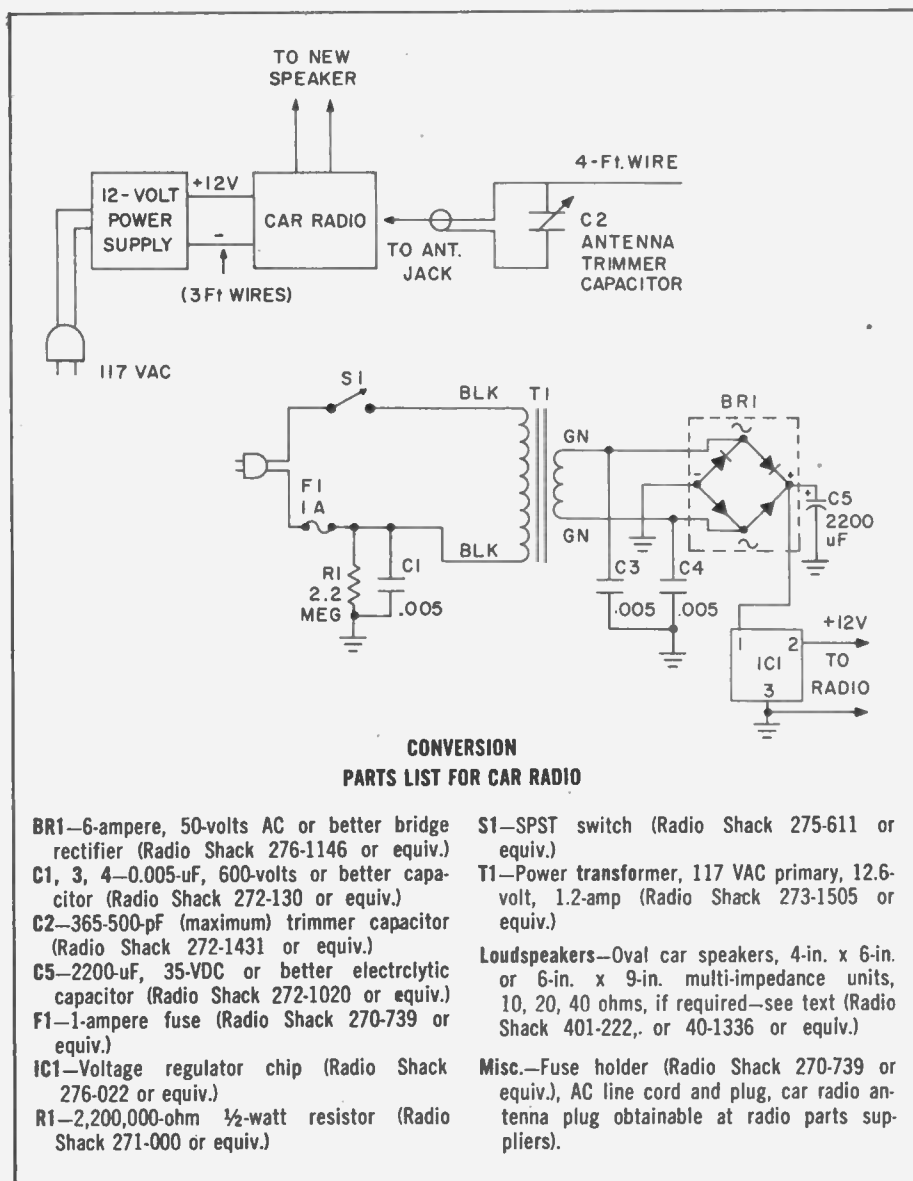 TO NEW
SPEAKER
4-Ft. WIRE
12-VOLT
POWER
SUPPLY
+12V
-
(3Ft WIRES)
CAR RADIO
TO ANT.
JACK
C2
ANTENNA
TRIMMER
CAPACITOR
117 VAC
S1
BLK
T1
GN
BR1
~
-
+
~
+
C5
2200
uF
F1
1A
BLK
GN
R1
2.2
MEG
C1
.005
C3
.005
C4
.005
1
2
IC1
3
+12V
TO
RADIO
CONVERSION
PARTS LIST FOR CAR RADIO
BR1—6-ampere, 50-volts AC or better bridge
rectifier (Radio Shack 276-1146 or equiv.)
C1, 3, 4—0.005-uF, 600-volts or better capa-
citor (Radio Shack 272-130 or equiv.)
C2—365-500-pF (maximum) trimmer capacitor
(Radio Shack 272-1431 or equiv.)
C5—2200-uF, 35-VDC or better electrclytic
capacitor (Radio Shack 272-1020 or equiv.)
F1—1-ampere fuse (Radio Shack 270-739 or
equiv.)
IC1—Voltage regulator chip (Radio Shack
276-022 or equiv.)
R1—2,200,000-ohm ½-watt resistor (Radio
Shack 271-000 or equiv.)
S1—SPST switch (Radio Shack 275-611 or
equiv.)
T1—Power transformer, 117 VAC primary, 12.6-
volt, 1.2-amp (Radio Shack 273-1505 or
equiv.)
Loudspeakers—Oval car speakers, 4-in. x 6-in.
or 6-in. x 9-in. multi-impedance units,
10, 20, 40 ohms, if required—see text (Radio
Shack 401-222,. or 40-1336 or equiv.)
Misc.—Fuse holder (Radio Shack 270-739 or
equiv.), AC line cord and plug, car radio an-
tenna plug obtainable at radio parts sup-
pliers).